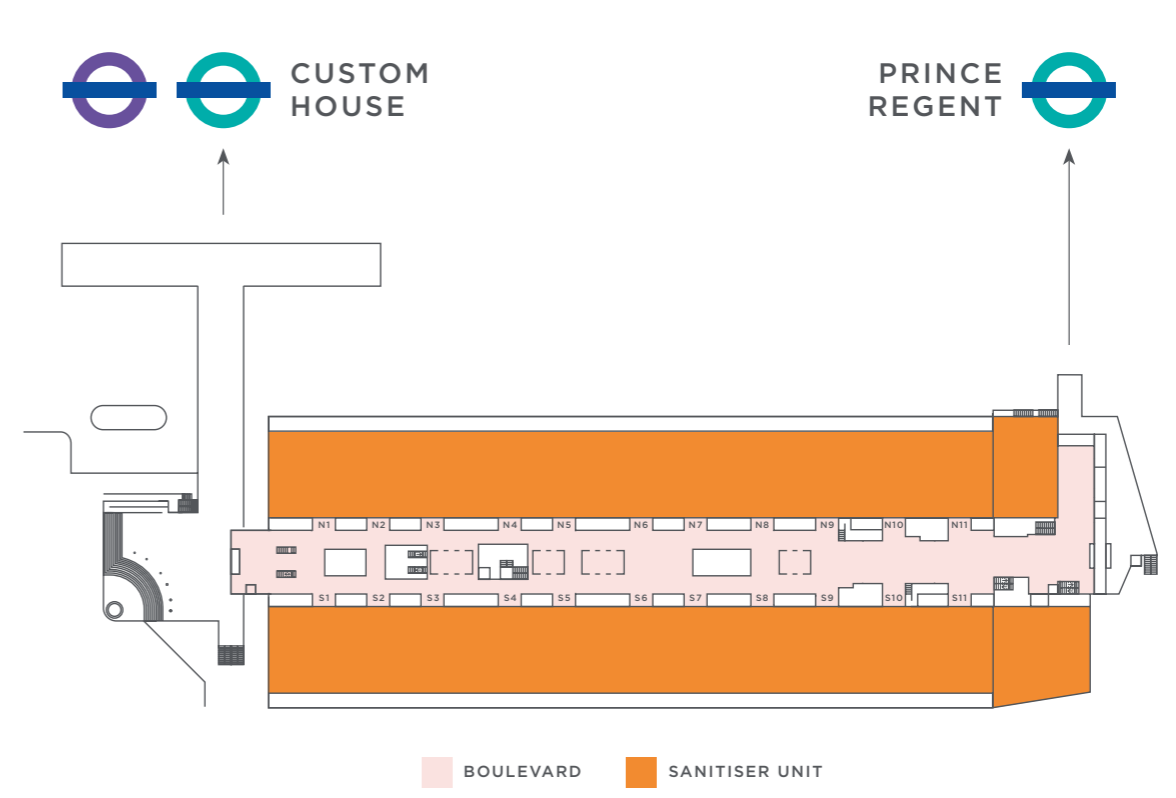 CUSTOM
HOUSE
PRINCE
REGENT
N1 N2 N3 N4 N5 N6 N7 N8 N9 N10 N11
S1 S2 S3 S4 S5 S6 S7 S8 S9 S10 S11
BOULEVARD
SANITISER UNIT